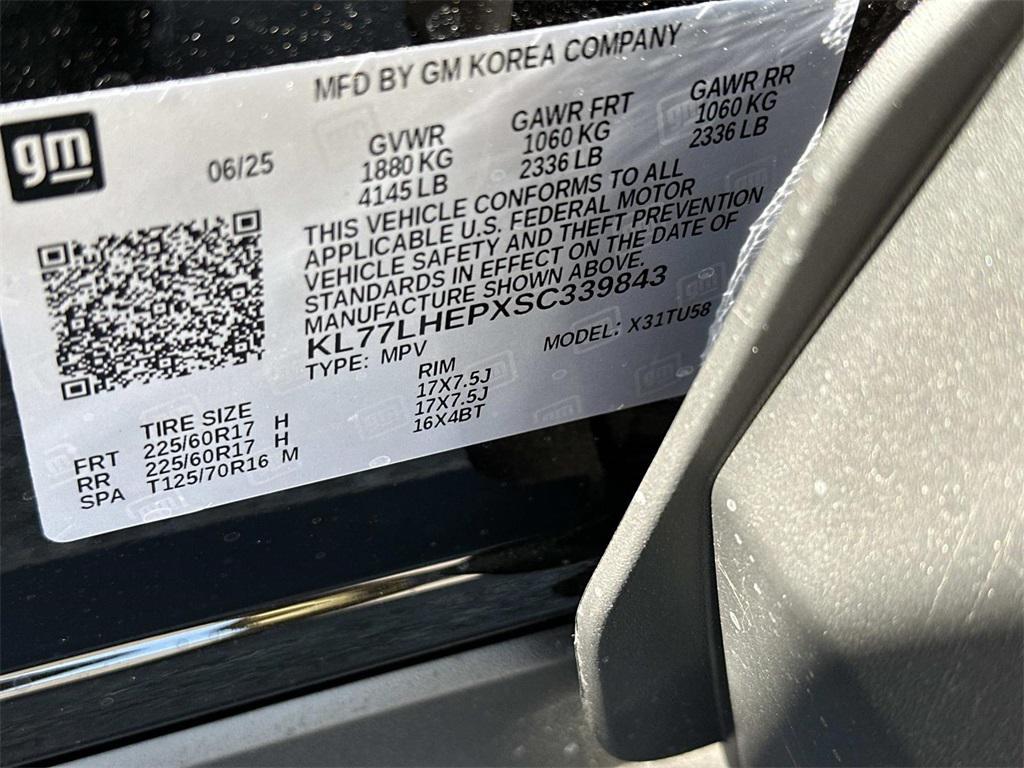 MFD BY GM KOREA COMPANY
gm
06/25
GVWR
1880 KG
4145 LB
GAWR FRT
1060 KG
2336 LB
GAWR RR
1060 KG
2336 LB
THIS VEHICLE CONFORMS TO ALL
APPLICABLE U.S. FEDERAL MOTOR
VEHICLE SAFETY AND THEFT PREVENTION
STANDARDS IN EFFECT ON THE DATE OF
MANUFACTURE SHOWN ABOVE.
KL77LHEPXSC339843
TYPE: MPV
MODEL: X31TU58
TIRE SIZE
RIM
FRT 225/60R17 H 17X7.5J
RR 225/60R17 H 17X7.5J
SPA T125/70R16 M 16X4BT